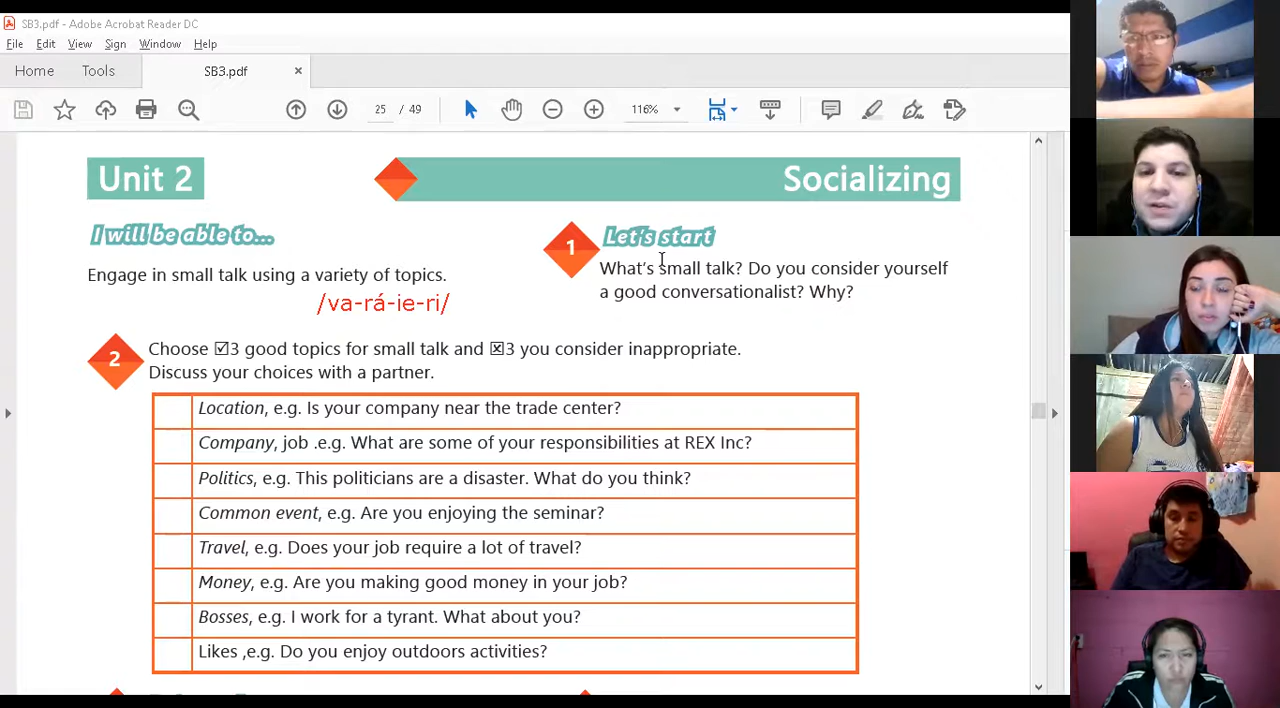 SB3.pdf - Adobe Acrobat Reader DC
File Edit View Sign Window Help
Home Tools SB3.pdf ×
25 / 49 116%
Unit 2 Socializing
I will be able to...
Engage in small talk using a variety of topics.
/va-rá-ie-ri/
1 Let's start
What's small talk? Do you consider yourself
a good conversationalist? Why?
2 Choose ☑3 good topics for small talk and ☒3 you consider inappropriate.
Discuss your choices with a partner.
Location, e.g. Is your company near the trade center?
Company, job .e.g. What are some of your responsibilities at REX Inc?
Politics, e.g. This politicians are a disaster. What do you think?
Common event, e.g. Are you enjoying the seminar?
Travel, e.g. Does your job require a lot of travel?
Money, e.g. Are you making good money in your job?
Bosses, e.g. I work for a tyrant. What about you?
Likes ,e.g. Do you enjoy outdoors activities?